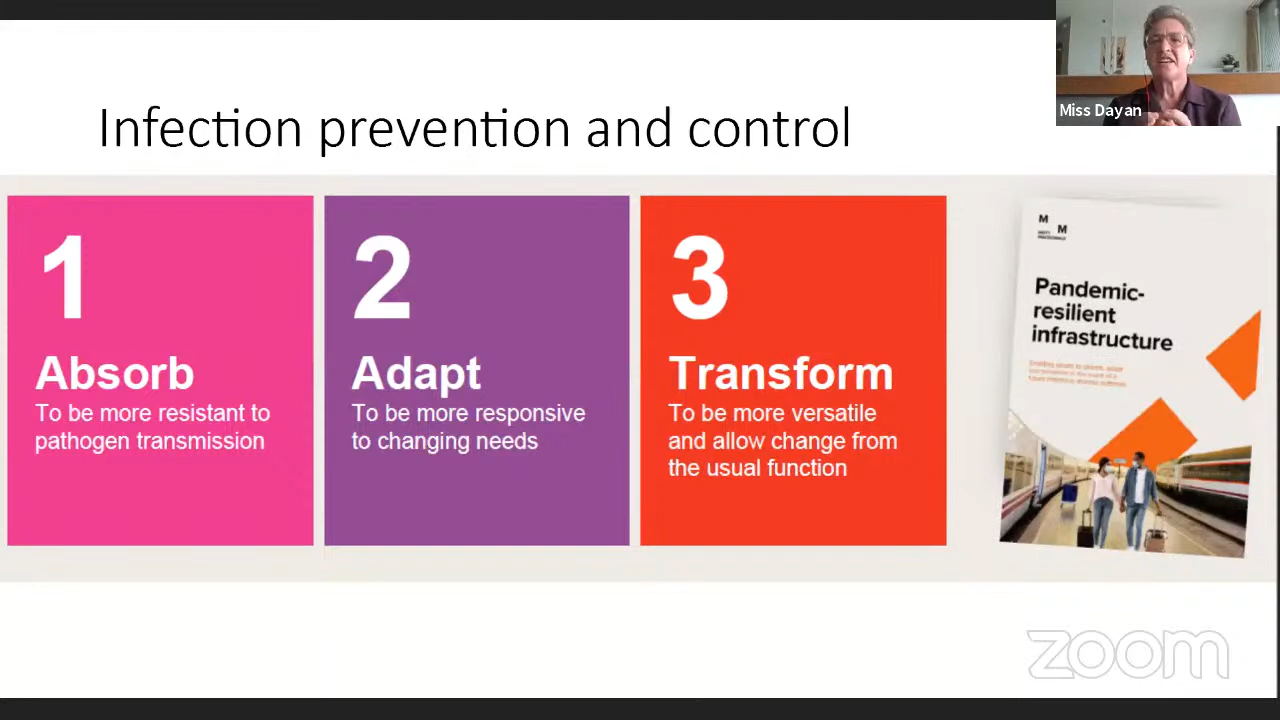 Infection prevention and control
Miss Dayan
1
Absorb
To be more resistant to
pathogen transmission
2
Adapt
To be more responsive
to changing needs
3
Transform
To be more versatile
and allow change from
the usual function
M
M
MOTT
MACDONALD
Pandemic-
resilient
infrastructure
zoom